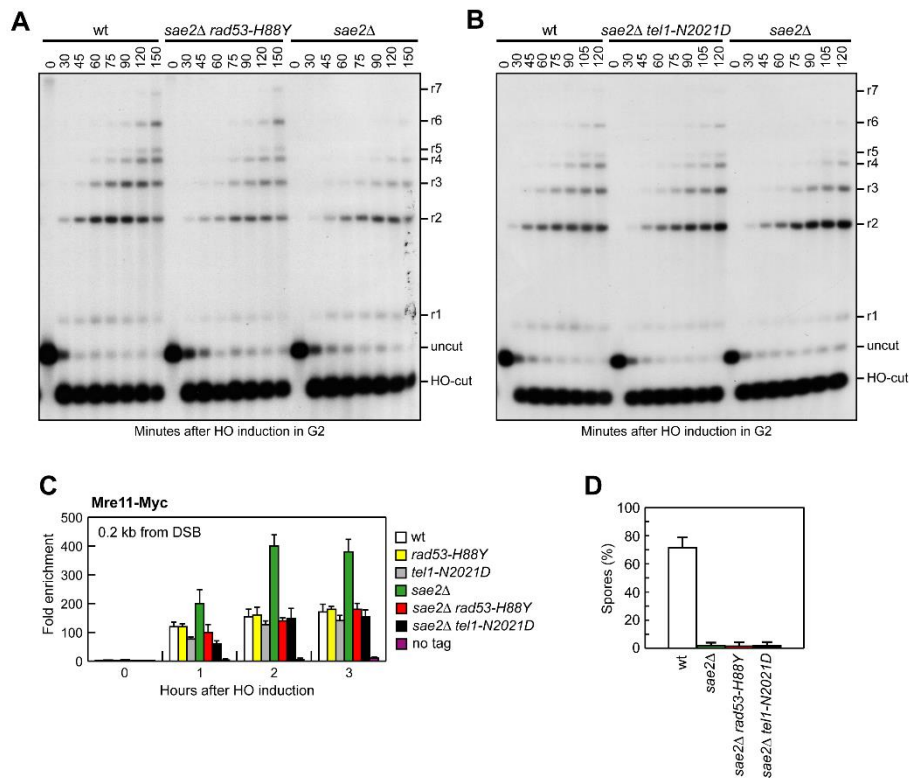 A
wt sae2Δ rad53-H88Y sae2Δ
0 30 45 60 75 90 120 150 0 30 45 60 75 90 120 150 0 30 45 60 75 90 120 150
r7
r6
r5
r4
r3
r2
r1
uncut
HO-cut
Minutes after HO induction in G2
B
wt sae2Δ tel1-N2021D sae2Δ
0 30 45 60 75 90 105 120 0 30 45 60 75 90 105 120 0 30 45 60 75 90 105 120
r7
r6
r5
r4
r3
r2
r1
uncut
HO-cut
Minutes after HO induction in G2
C
Mre11-Myc
0.2 kb from DSB
Fold enrichment
500
400
300
200
100
0
0 1 2 3
Hours after HO induction
wt
rad53-H88Y
tel1-N2021D
sae2Δ
sae2Δ rad53-H88Y
sae2Δ tel1-N2021D
no tag
D
Spores (%)
100
80
60
40
20
0
wt
sae2Δ
sae2Δ rad53-H88Y
sae2Δ tel1-N2021D